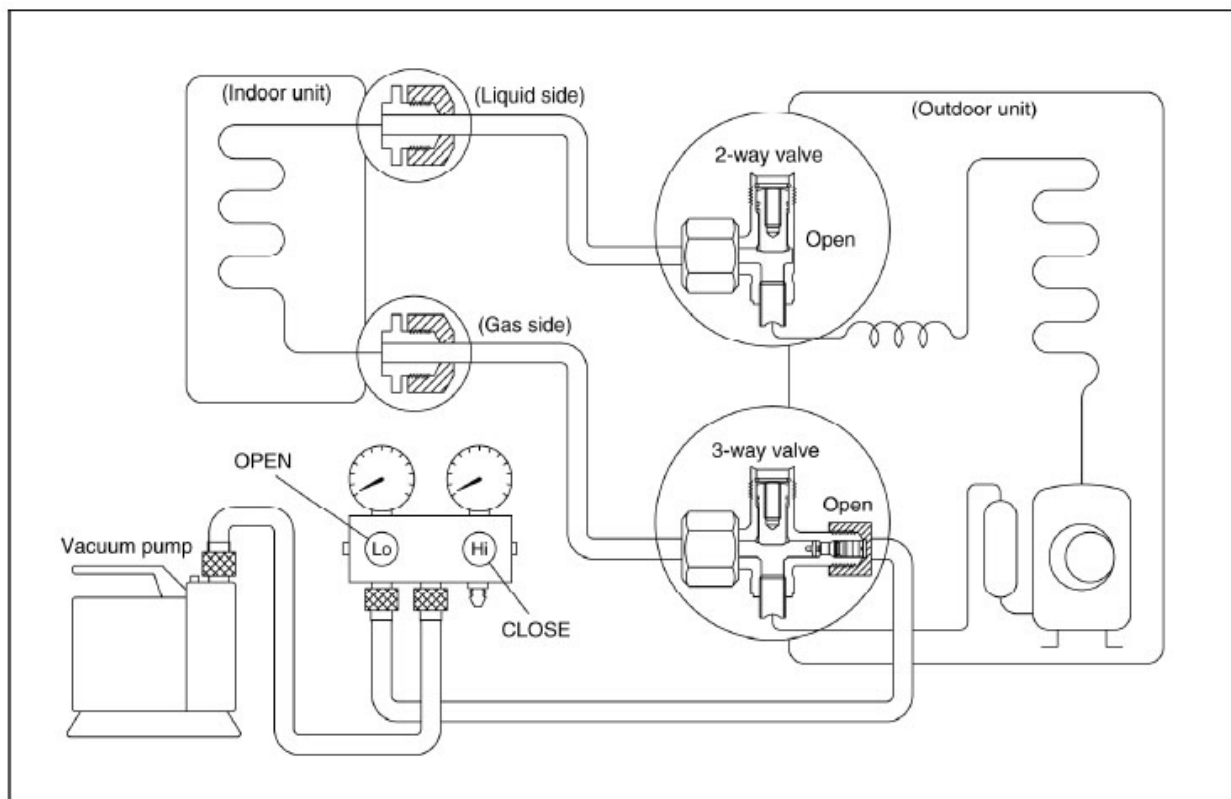 (Indoor unit)
(Liquid side)
(Outdoor unit)
2-way valve
Open
(Gas side)
3-way valve
OPEN
Open
Lo
Hi
Vacuum pump
CLOSE